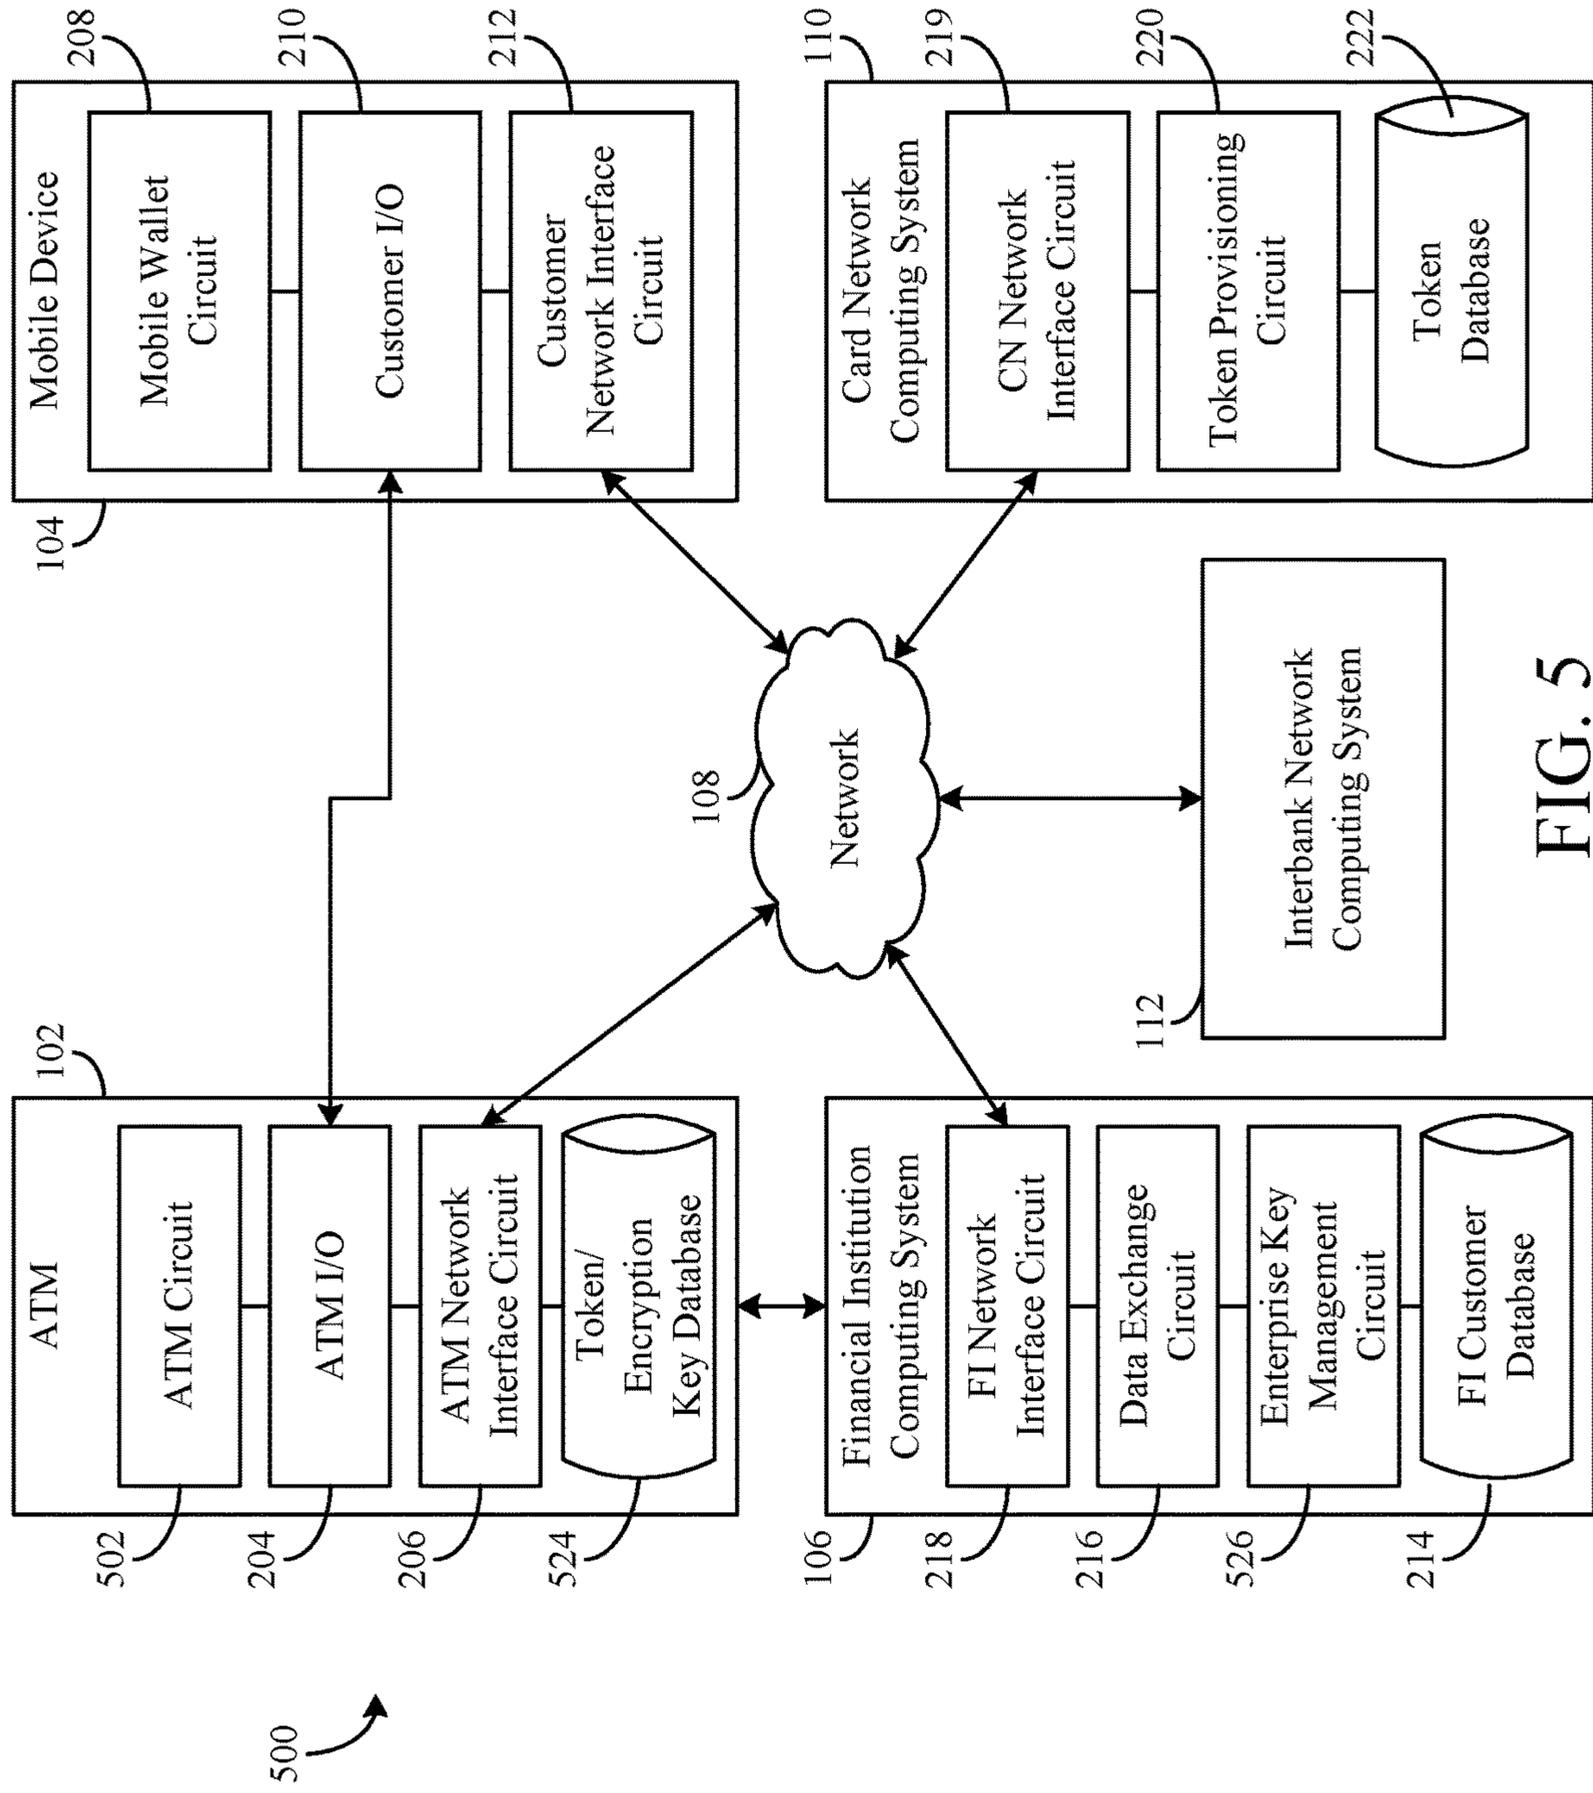 500
ATM
102
502
ATM Circuit
204
ATM I/O
206
ATM Network
Interface Circuit
524
Token/
Encryption
Key Database
104
Mobile Device
Mobile Wallet
Circuit
208
Customer I/O
210
Customer
Network Interface
Circuit
212
108
Network
106
Financial Institution
Computing System
218
FI Network
Interface Circuit
216
Data Exchange
Circuit
526
Enterprise Key
Management
Circuit
214
FI Customer
Database
112
Interbank Network
Computing System
110
Card Network
Computing System
CN Network
Interface Circuit
219
Token Provisioning
Circuit
220
Token
Database
222
FIG. 5